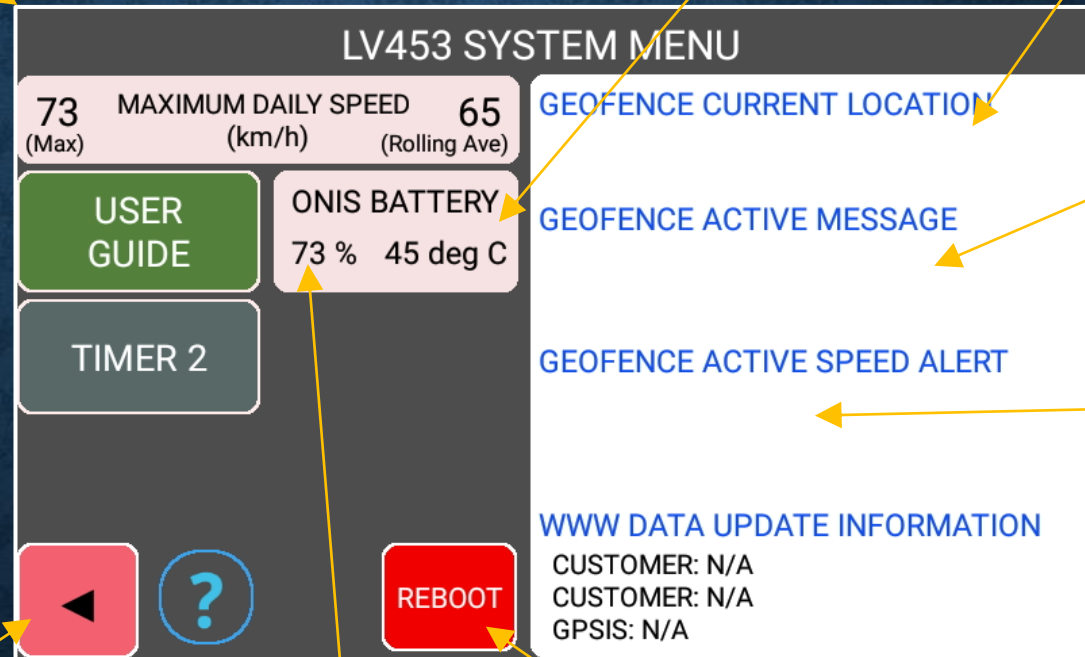 LV453 SYSTEM MENU
73 MAXIMUM DAILY SPEED 65
(Max) (km/h) (Rolling Ave)
USER
GUIDE
ONIS BATTERY
73 % 45 deg C
TIMER 2
REBOOT
?
GEOFENCE CURRENT LOCATION
GEOFENCE ACTIVE MESSAGE
GEOFENCE ACTIVE SPEED ALERT
WWW DATA UPDATE INFORMATION
CUSTOMER: N/A
CUSTOMER: N/A
GPSIS: N/A